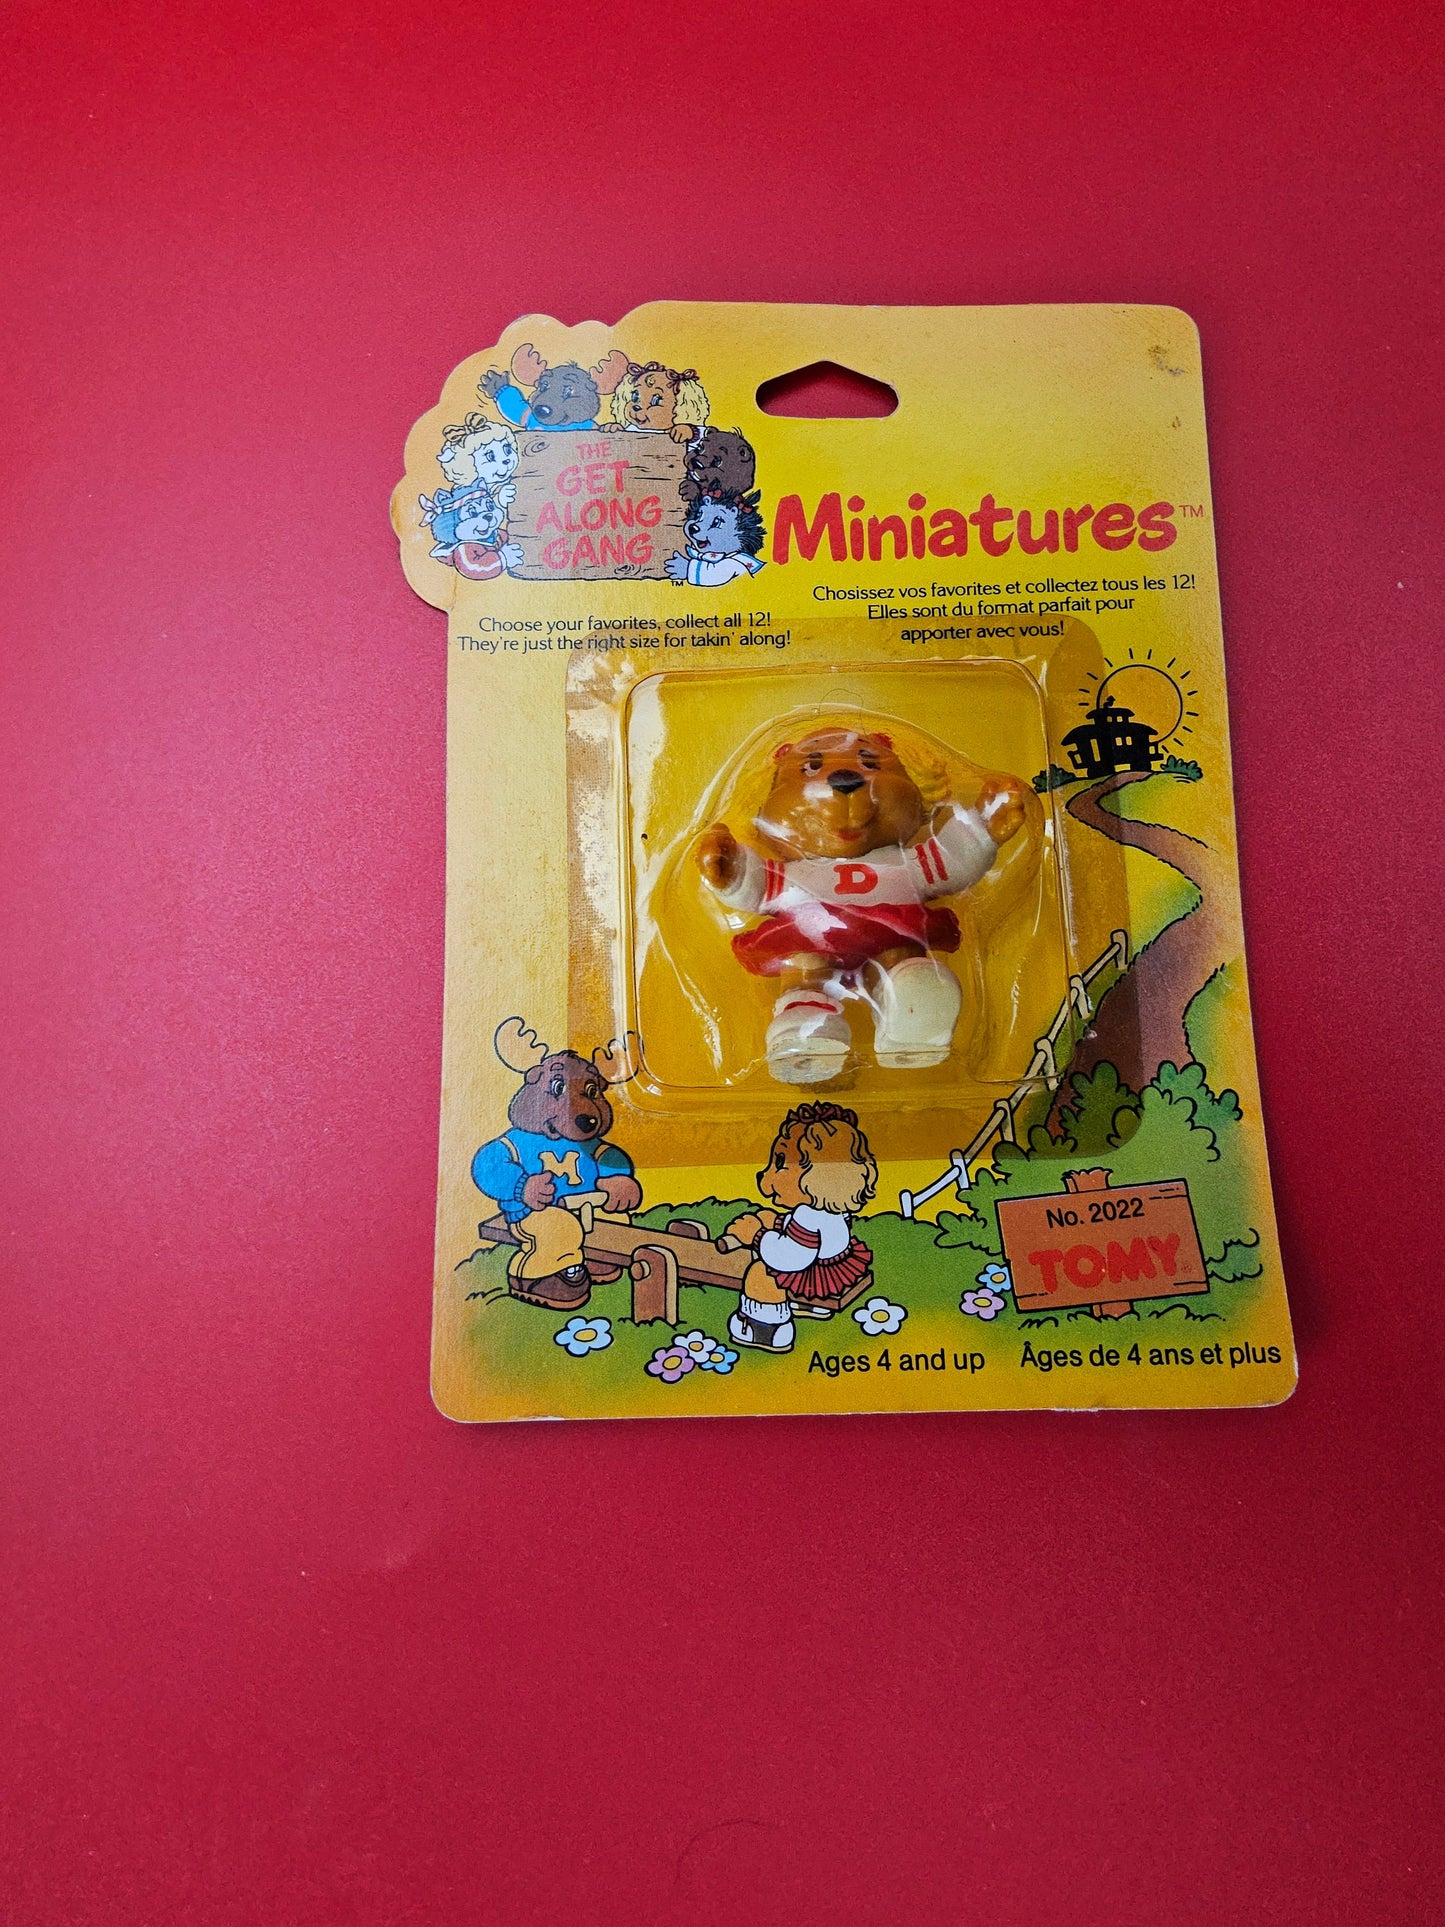 THE
GET
ALONG
GANG
TM
Miniatures™
Choose your favorites, collect all 12!
They're just the right size for takin' along!
Chosissez vos favorites et collectez tous les 12!
Elles sont du format parfait pour
apporter avec vous!
D
M
No. 2022
TOMY
Ages 4 and up
Âges de 4 ans et plus